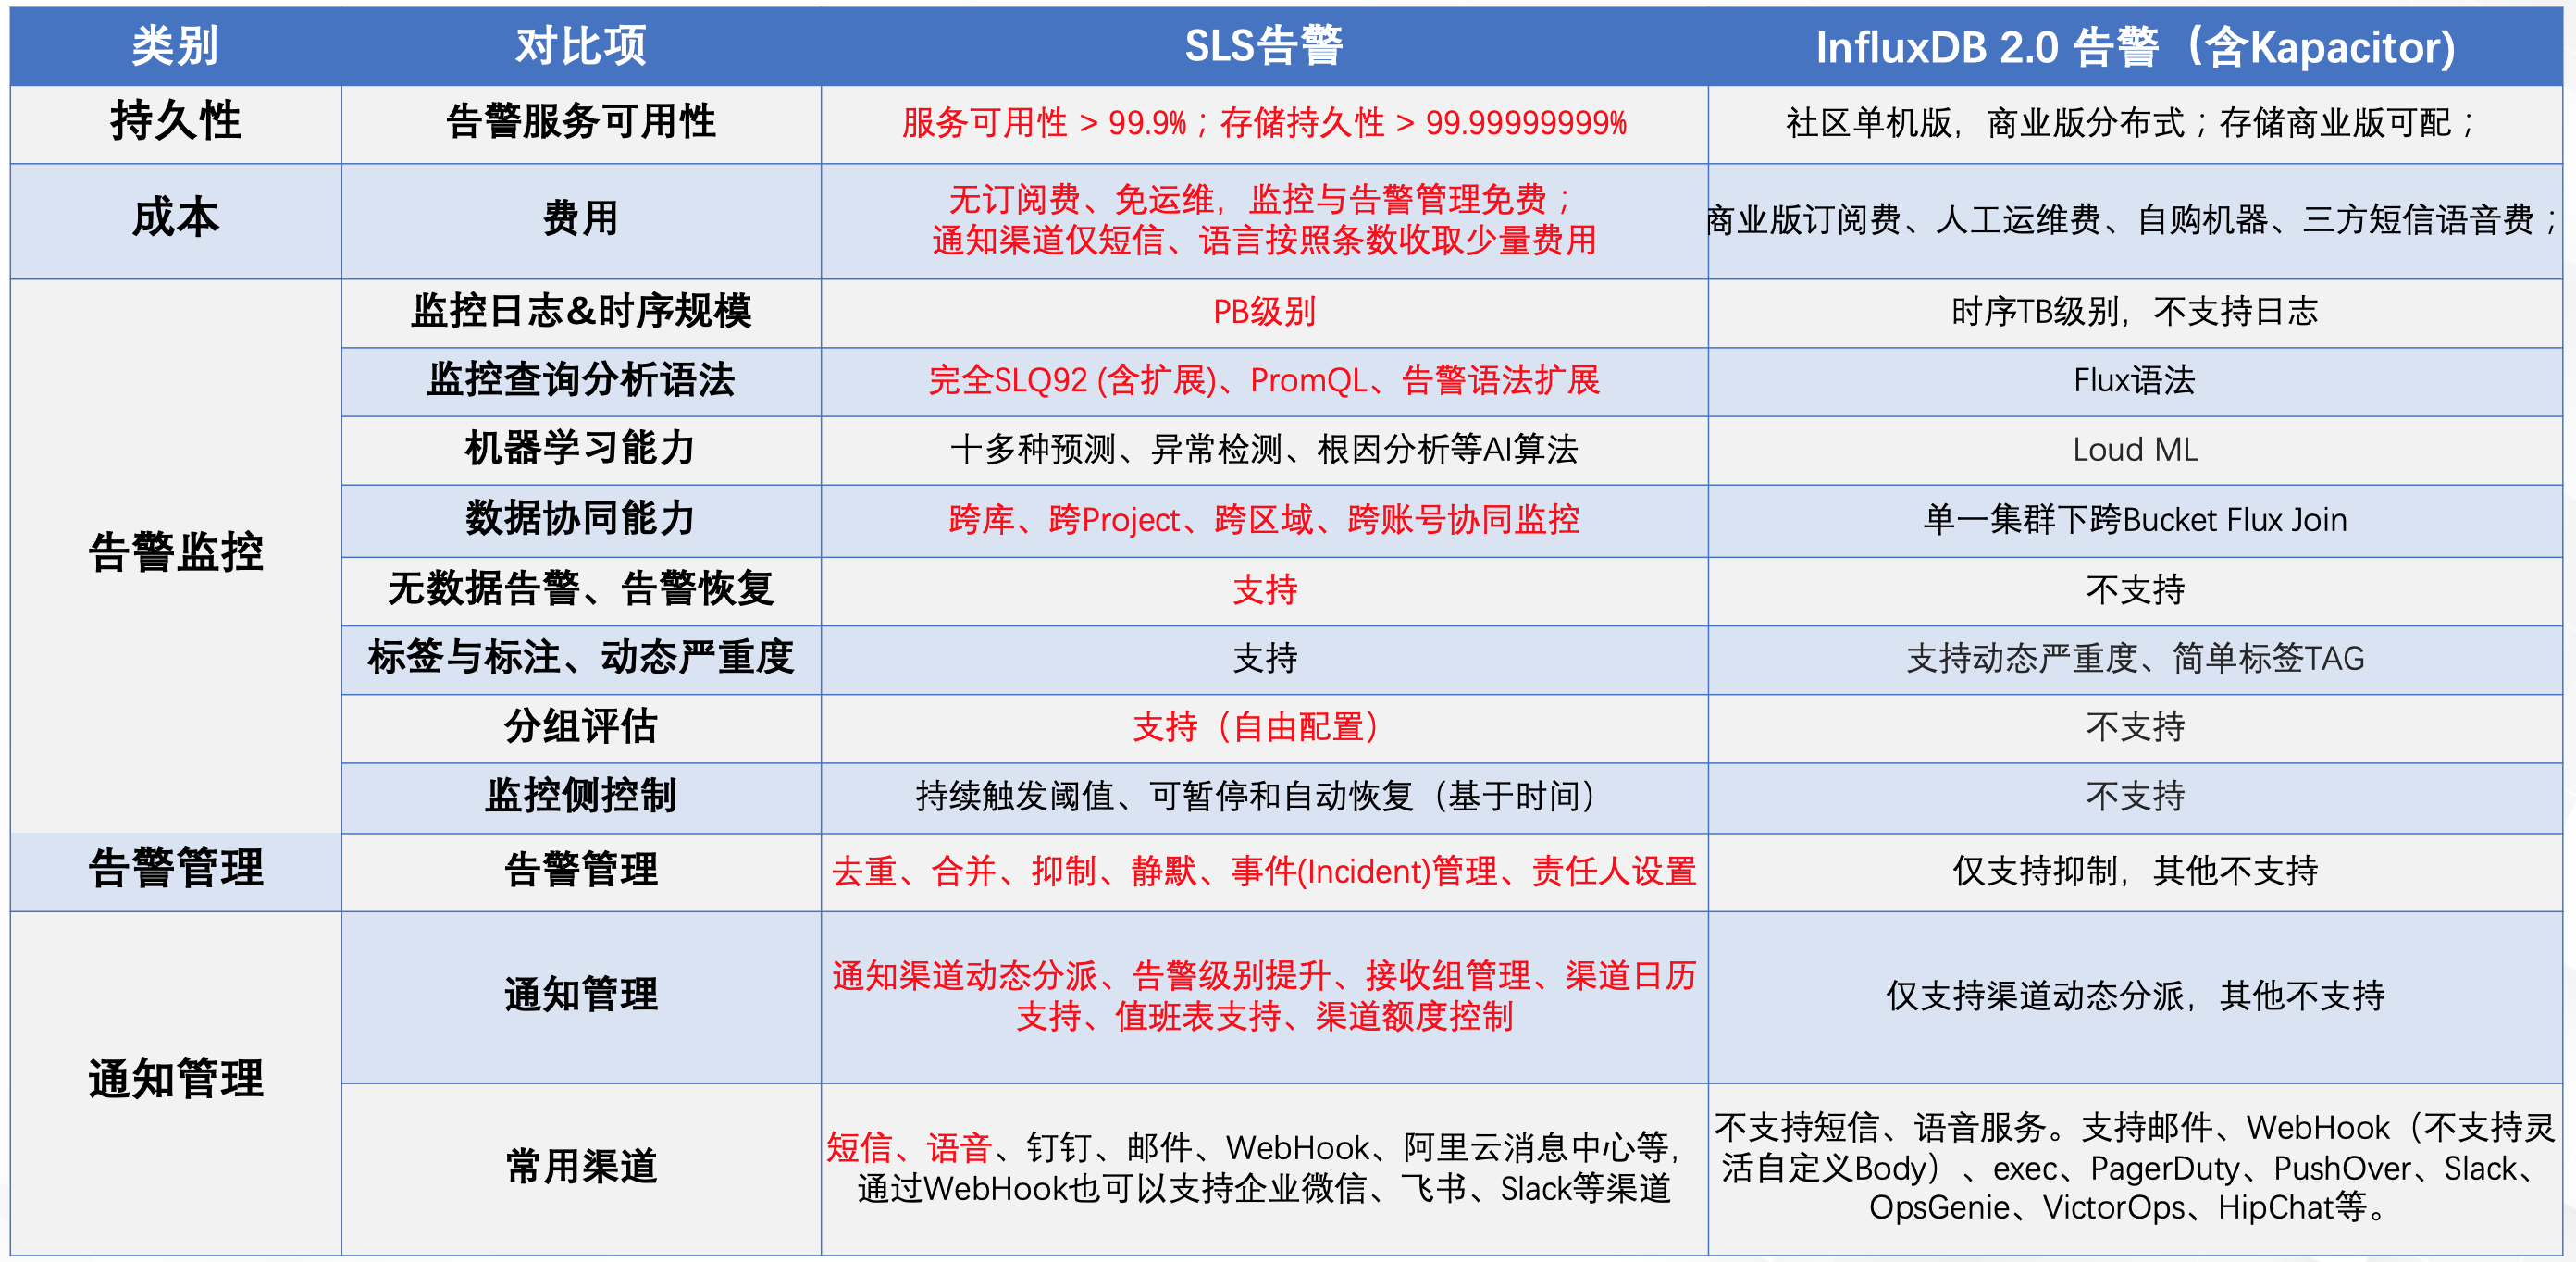 类别 对比项 SLS告警 InfluxDB 2.0 告警（含Kapacitor)
持久性 告警服务可用性 服务可用性 > 99.9%；存储持久性 > 99.99999999% 社区单机版，商业版分布式；存储商业版可配；
成本 费用 无订阅费、免运维，监控与告警管理免费；
通知渠道仅短信、语言按照条数收取少量费用 商业版订阅费、人工运维费、自购机器、三方短信语音费；
告警监控 监控日志&时序规模 PB级别 时序TB级别，不支持日志
监控查询分析语法 完全SLQ92 (含扩展)、PromQL、告警语法扩展 Flux语法
机器学习能力 十多种预测、异常检测、根因分析等AI算法 Loud ML
数据协同能力 跨库、跨Project、跨区域、跨账号协同监控 单一集群下跨Bucket Flux Join
无数据告警、告警恢复 支持 不支持
标签与标注、动态严重度 支持 支持动态严重度、简单标签TAG
分组评估 支持（自由配置） 不支持
监控侧控制 持续触发阈值、可暂停和自动恢复（基于时间） 不支持
告警管理 告警管理 去重、合并、抑制、静默、事件(Incident)管理、责任人设置 仅支持抑制，其他不支持
通知管理 通知管理 通知渠道动态分派、告警级别提升、接收组管理、渠道日历
支持、值班表支持、渠道额度控制 仅支持渠道动态分派，其他不支持
常用渠道 短信、语音、钉钉、邮件、WebHook、阿里云消息中心等，
通过WebHook也可以支持企业微信、飞书、Slack等渠道
不支持短信、语音服务。支持邮件、WebHook（不支持灵
活自定义Body）、exec、PagerDuty、PushOver、Slack、
OpsGenie、VictorOps、HipChat等。